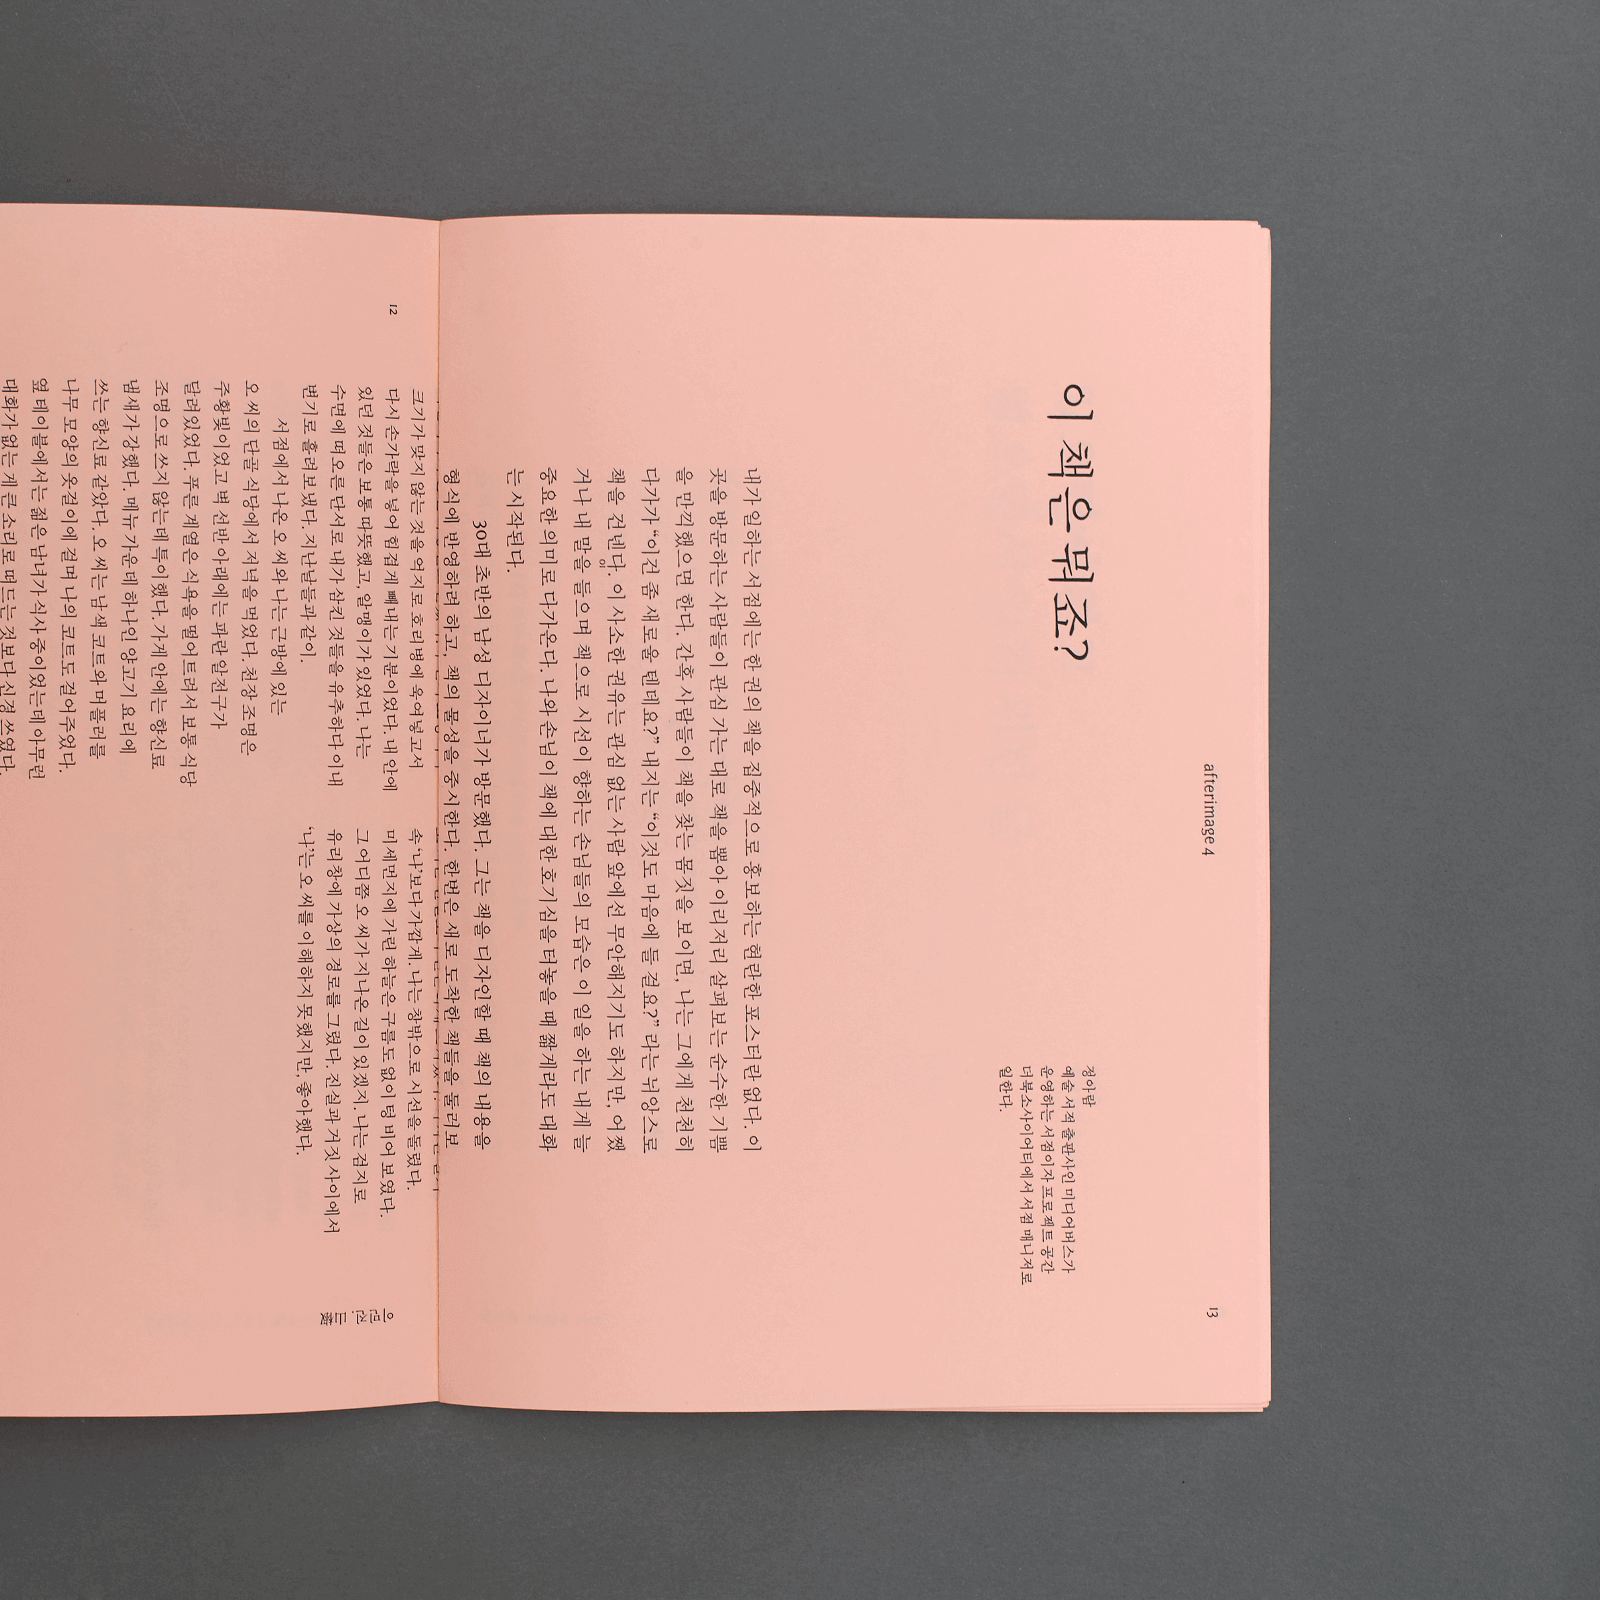 afterimage 4
13
이 책은 뭐죠?
정아람
예술 서적 출판사인 미디어버스가
운영하는 서점이자 프로젝트 공간
더북소사이어티에서 서점 매니저로
일한다.
내가 일하는 서점에는 한 권의 책을 집중적으로 홍보하는 현란한 포스터란 없다. 이
곳을 방문하는 사람들이 관심 가는 대로 책을 뽑아 이리저리 살펴보는 순수한 기쁨
을 만끽했으면 한다. 간혹 사람들이 책을 찾는 몸짓을 보이면, 나는 그에게 천천히
다가가 “이건 좀 새로울 텐데요?” 내지는 “이것도 마음에 들 걸요?” 라는 뉘앙스로
책을 건넨다. 이 사소한 권유는 관심 없는 사람 앞에선 무안해지기도 하지만, 어쨌
거나 내 말을 들으며 책으로 시선이 향하는 손님들의 모습은 이 일을 하는 내게 늘
중요한 의미로 다가온다. 나와 손님이 책에 대한 호기심을 터놓을 때 짧게라도 대화
는 시작된다.
30대 초반의 남성 디자이너가 방문했다. 그는 책을 디자인할 때 책의 내용을
형식에 반영하려 하고, 책의 물성을 중시한다. 한번은 새로 도착한 책들을 둘러보
12
크기가 맞지 않는 것을 억지로 호리병에 욱여넣고서
다시 손가락을 넣어 힘겹게 빼내는 기분이었다. 내 안에
있던 것들은 보통 따뜻했고, 알맹이가 있었다. 나는
수면에 떠오른 단서로 내가 삼킨 것들을 유추하다 이내
변기로 흘려보냈다. 지난날들과 같이.
서점에서 나온 오 씨와 나는 근방에 있는
오 씨의 단골 식당에서 저녁을 먹었다. 천장 조명은
주황빛이었고 벽 선반 아래에는 파란 알전구가
달려있었다. 푸른 계열은 식욕을 떨어트려서 보통 식당
조명으로 쓰지 않는데 특이했다. 가게 안에는 향신료
냄새가 강했다. 메뉴 가운데 하나인 양고기 요리에
쓰는 향신료 같았다. 오 씨는 남색 코트와 머플러를
나무 모양의 옷걸이에 걸며 나의 코트도 걸어주었다.
옆 테이블에서는 젊은 남녀가 식사 중이었는데 아무런
대화가 없는 게 큰 소리로 떠드는 것보다 신경 쓰였다.
속 ‘나’보다 가깝게. 나는 창밖으로 시선을 돌렸다.
미세먼지에 가린 하늘은 구름도 없이 텅 비어 보였다.
그 어디쯤 오 씨가 지나온 길이 있겠지. 나는 검지로
유리창에 가상의 경로를 그렸다. 진실과 거짓 사이에서
‘나’는 오 씨를 이해하지 못했지만, 좋아했다.